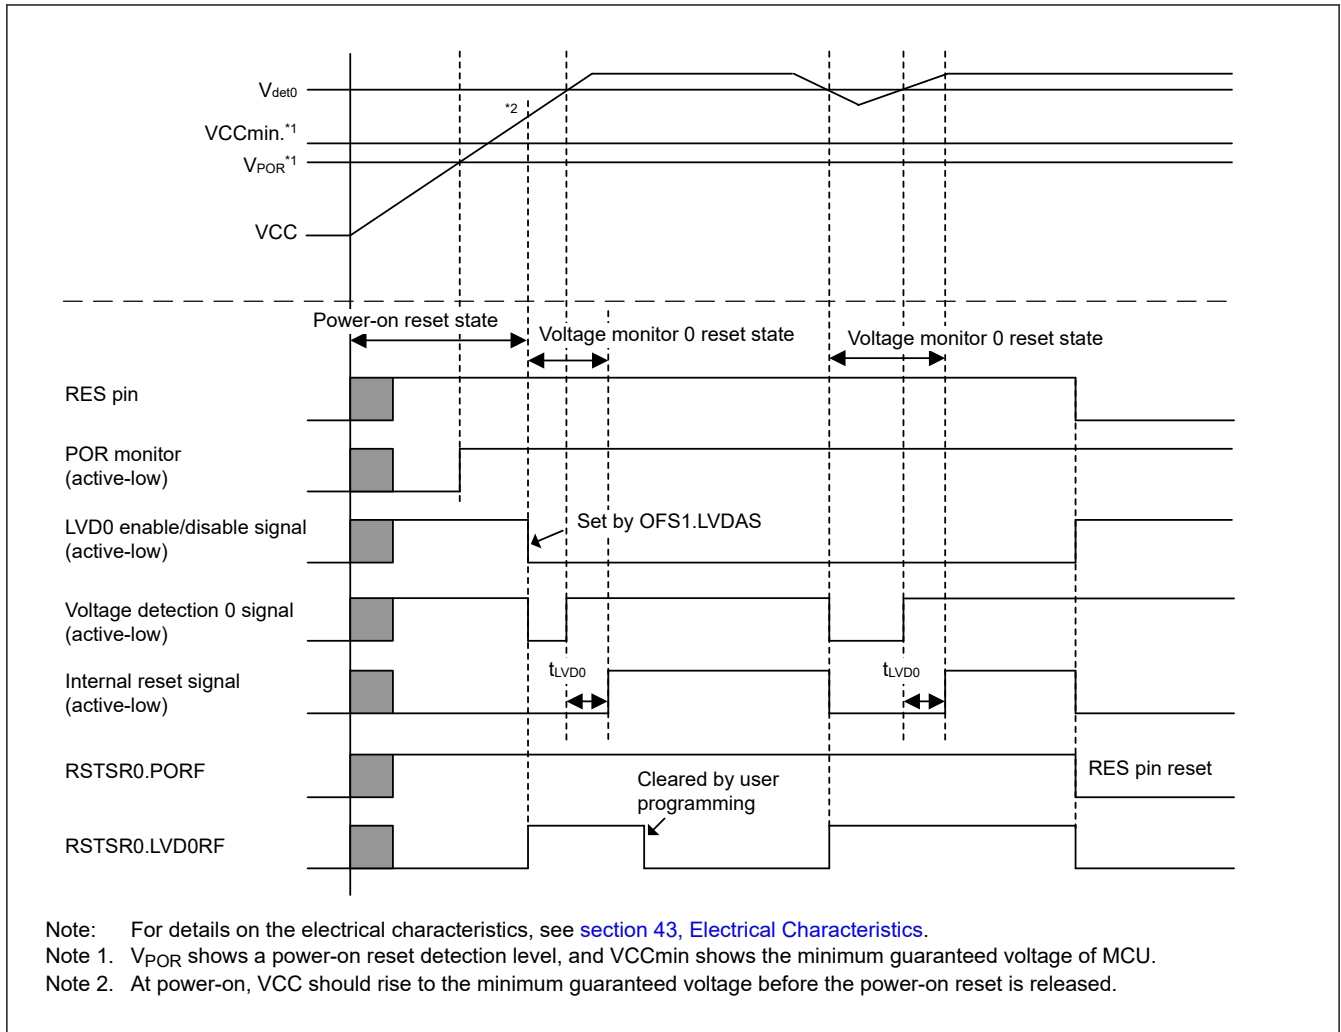 Vdet0
*2
VCCmin.*1
VPOR*1
VCC
Power-on reset state
Voltage monitor 0 reset state
Voltage monitor 0 reset state
RES pin
POR monitor
(active-low)
LVD0 enable/disable signal
(active-low)
Set by OFS1.LVDAS
Voltage detection 0 signal
(active-low)
Internal reset signal
(active-low)
tLVD0
tLVD0
RSTSR0.PORF
RES pin reset
Cleared by user
programming
RSTSR0.LVD0RF
Note: For details on the electrical characteristics, see section 43, Electrical Characteristics.
Note 1. VPOR shows a power-on reset detection level, and VCCmin shows the minimum guaranteed voltage of MCU.
Note 2. At power-on, VCC should rise to the minimum guaranteed voltage before the power-on reset is released.